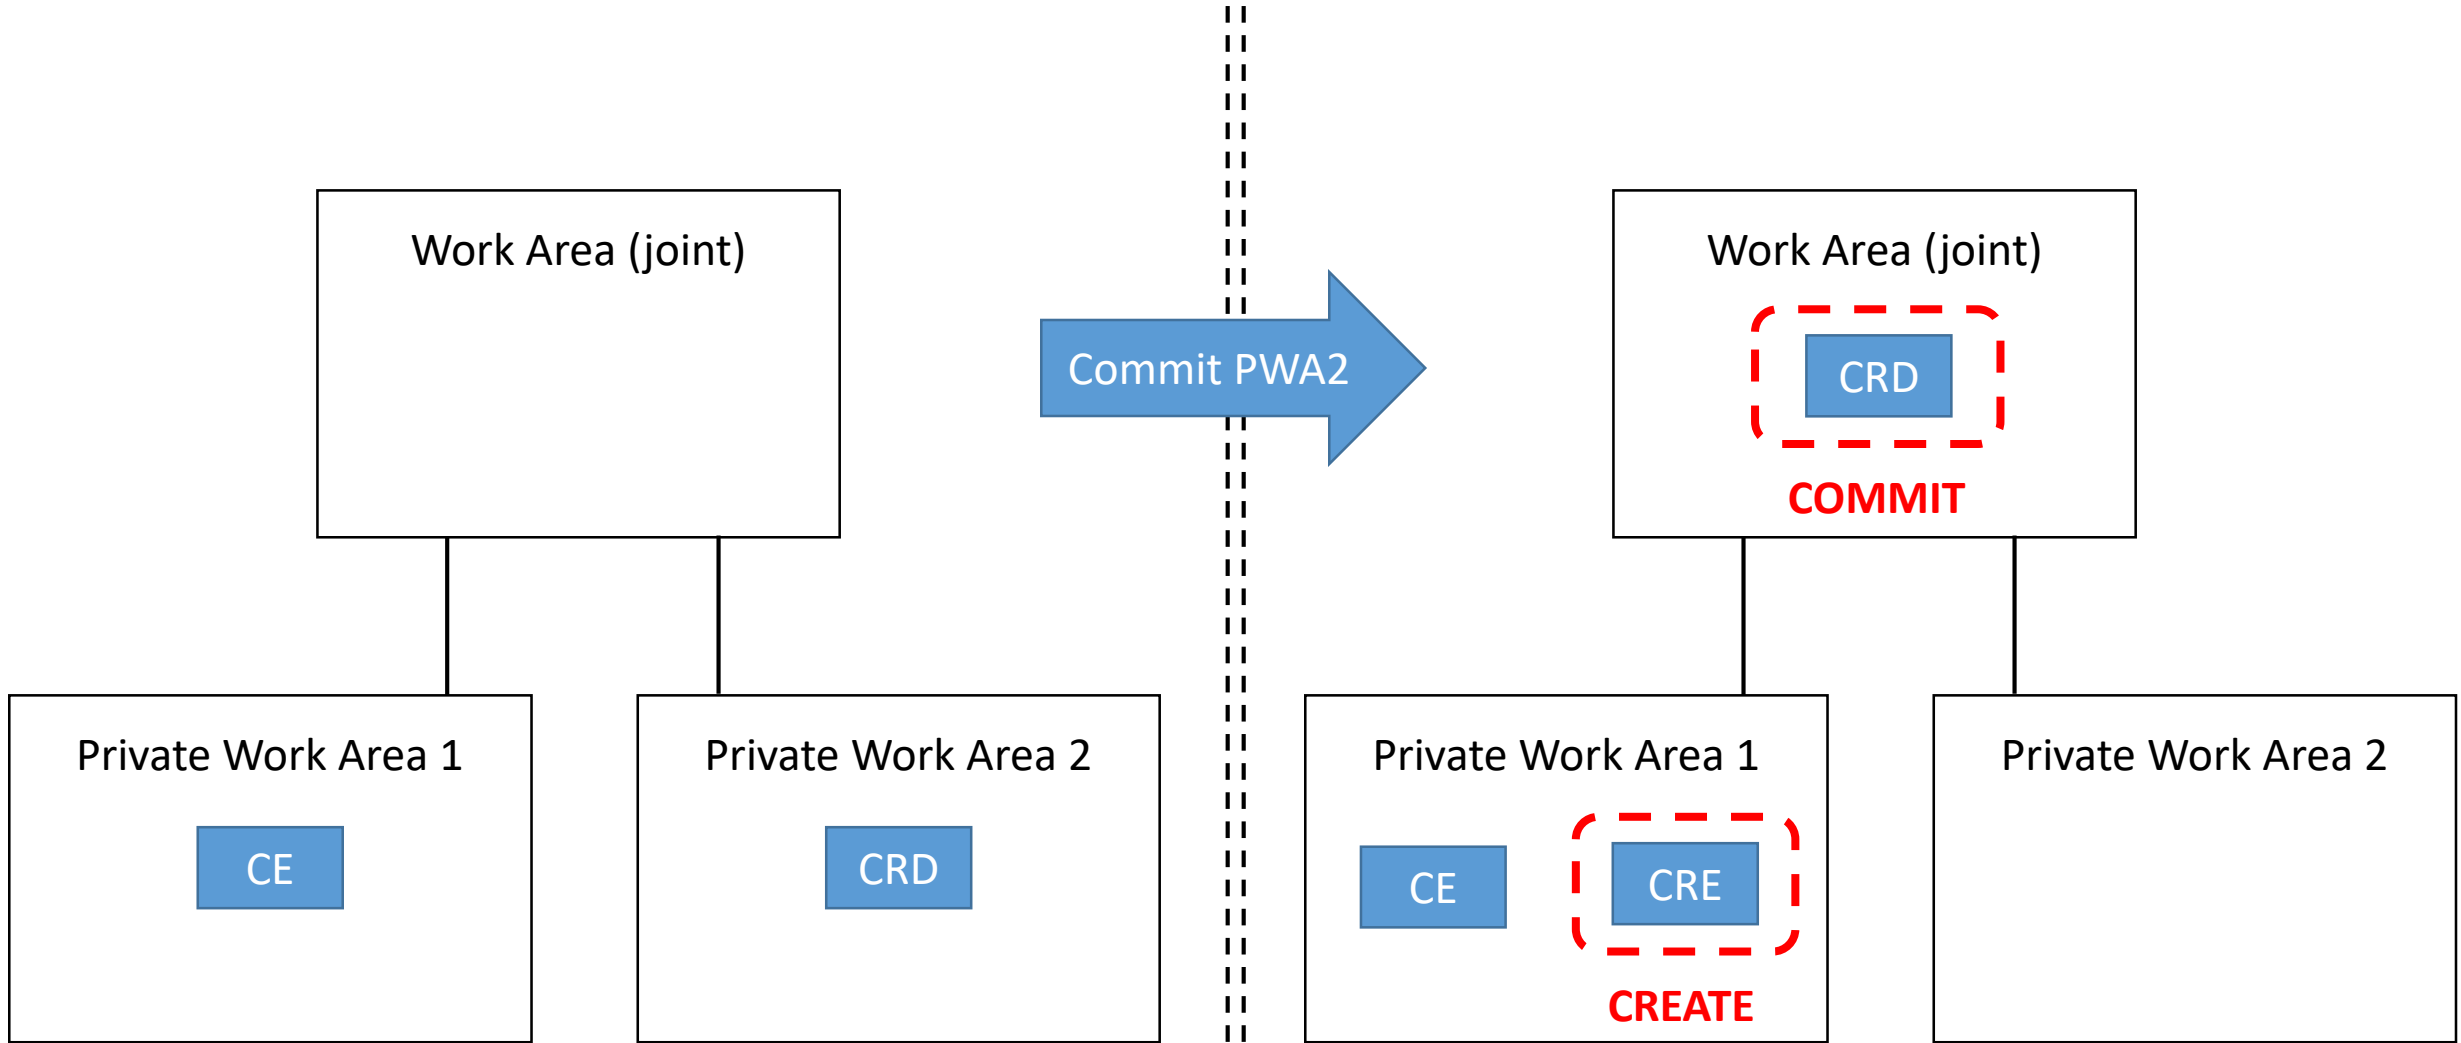 Work Area (joint)
Private Work Area 1
CE
Private Work Area 2
CRD
Commit PWA2
Work Area (joint)
CRD
COMMIT
Private Work Area 1
CE
CRE
CREATE
Private Work Area 2